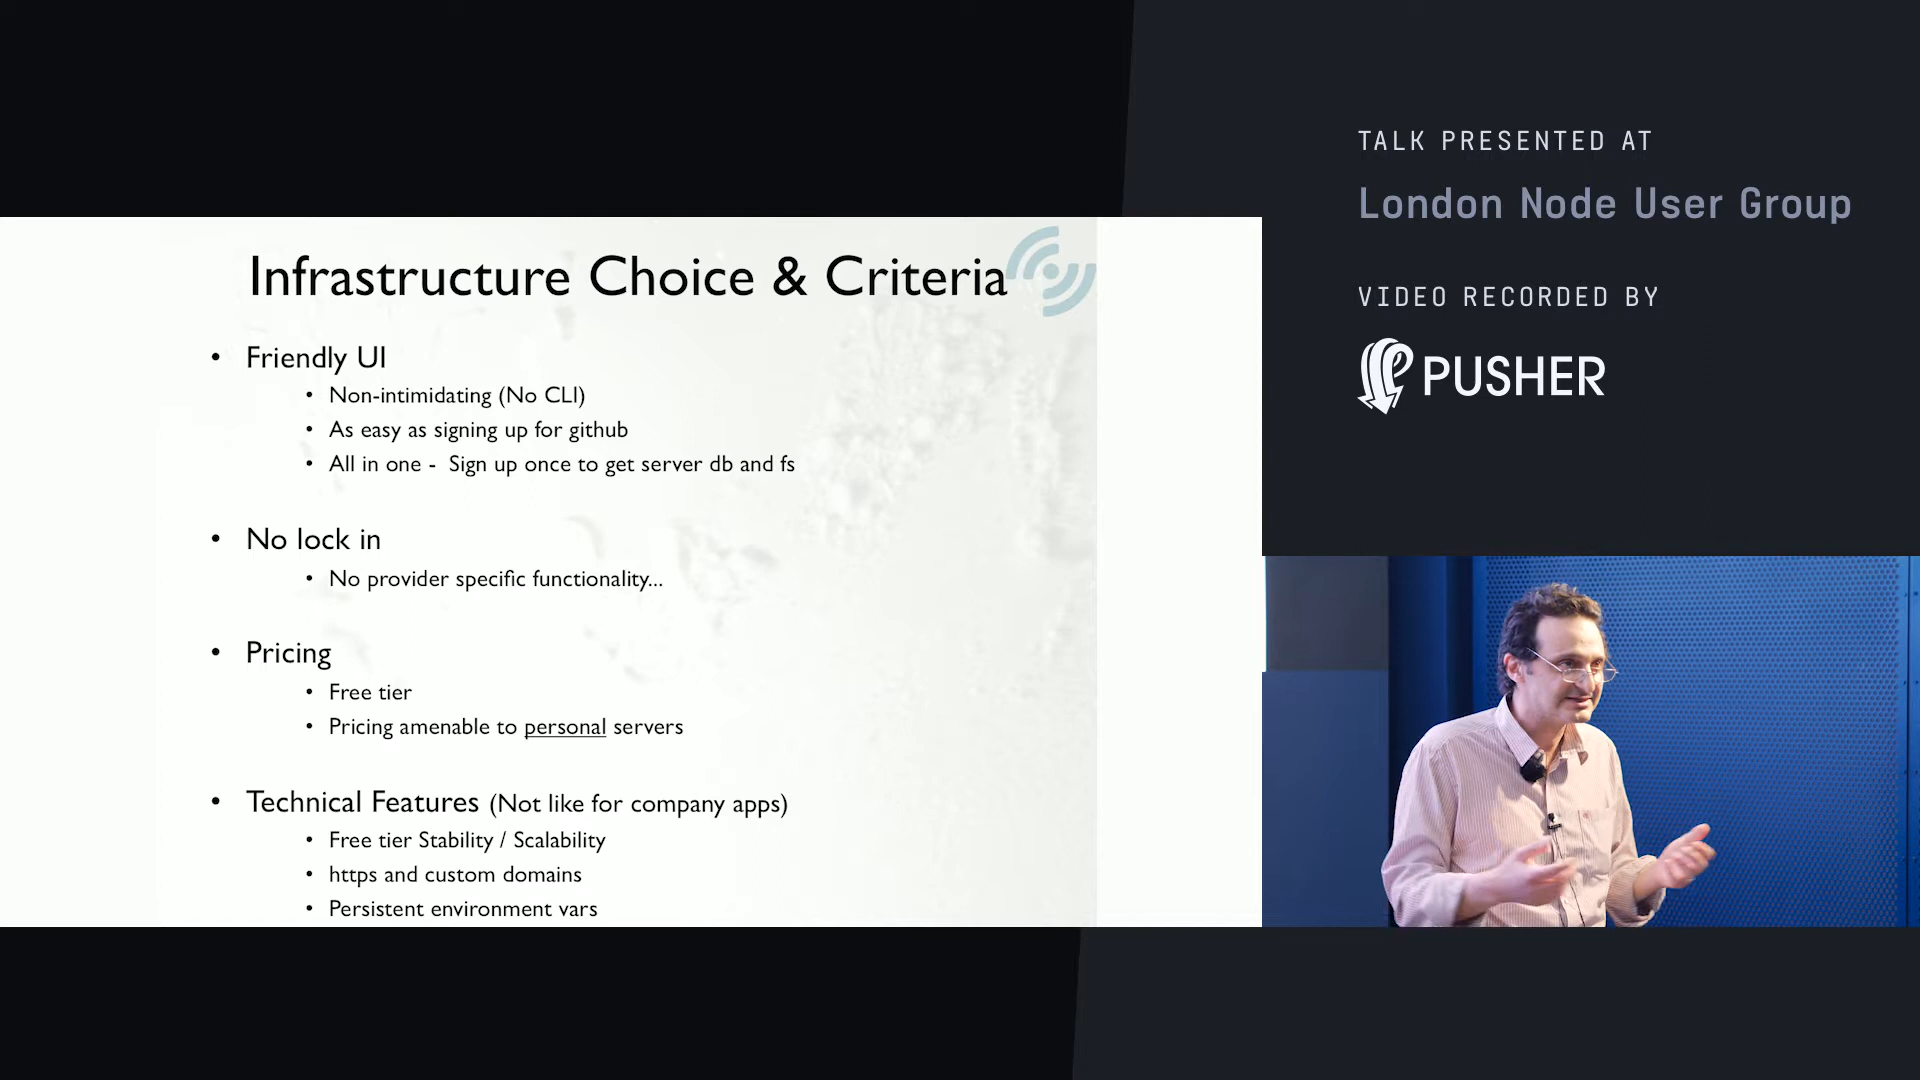 Infrastructure Choice & Criteria
• Friendly UI
• Non-intimidating (No CLI)
• As easy as signing up for github
• All in one - Sign up once to get server db and fs
• No lock in
• No provider specific functionality...
• Pricing
• Free tier
• Pricing amenable to personal servers
• Technical Features (Not like for company apps)
• Free tier Stability / Scalability
• https and custom domains
• Persistent environment vars
TALK PRESENTED AT
London Node User Group
VIDEO RECORDED BY
PUSHER